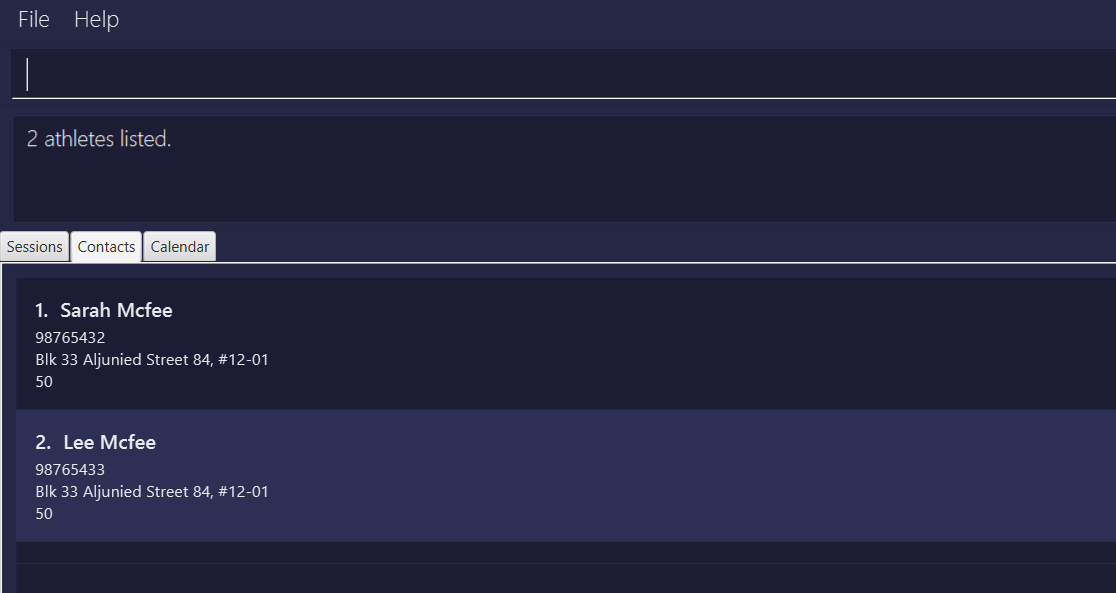 File Help
2 athletes listed.
Sessions Contacts Calendar
1. Sarah Mcfee
98765432
Blk 33 Aljunied Street 84, #12-01
50
2. Lee Mcfee
98765433
Blk 33 Aljunied Street 84, #12-01
50